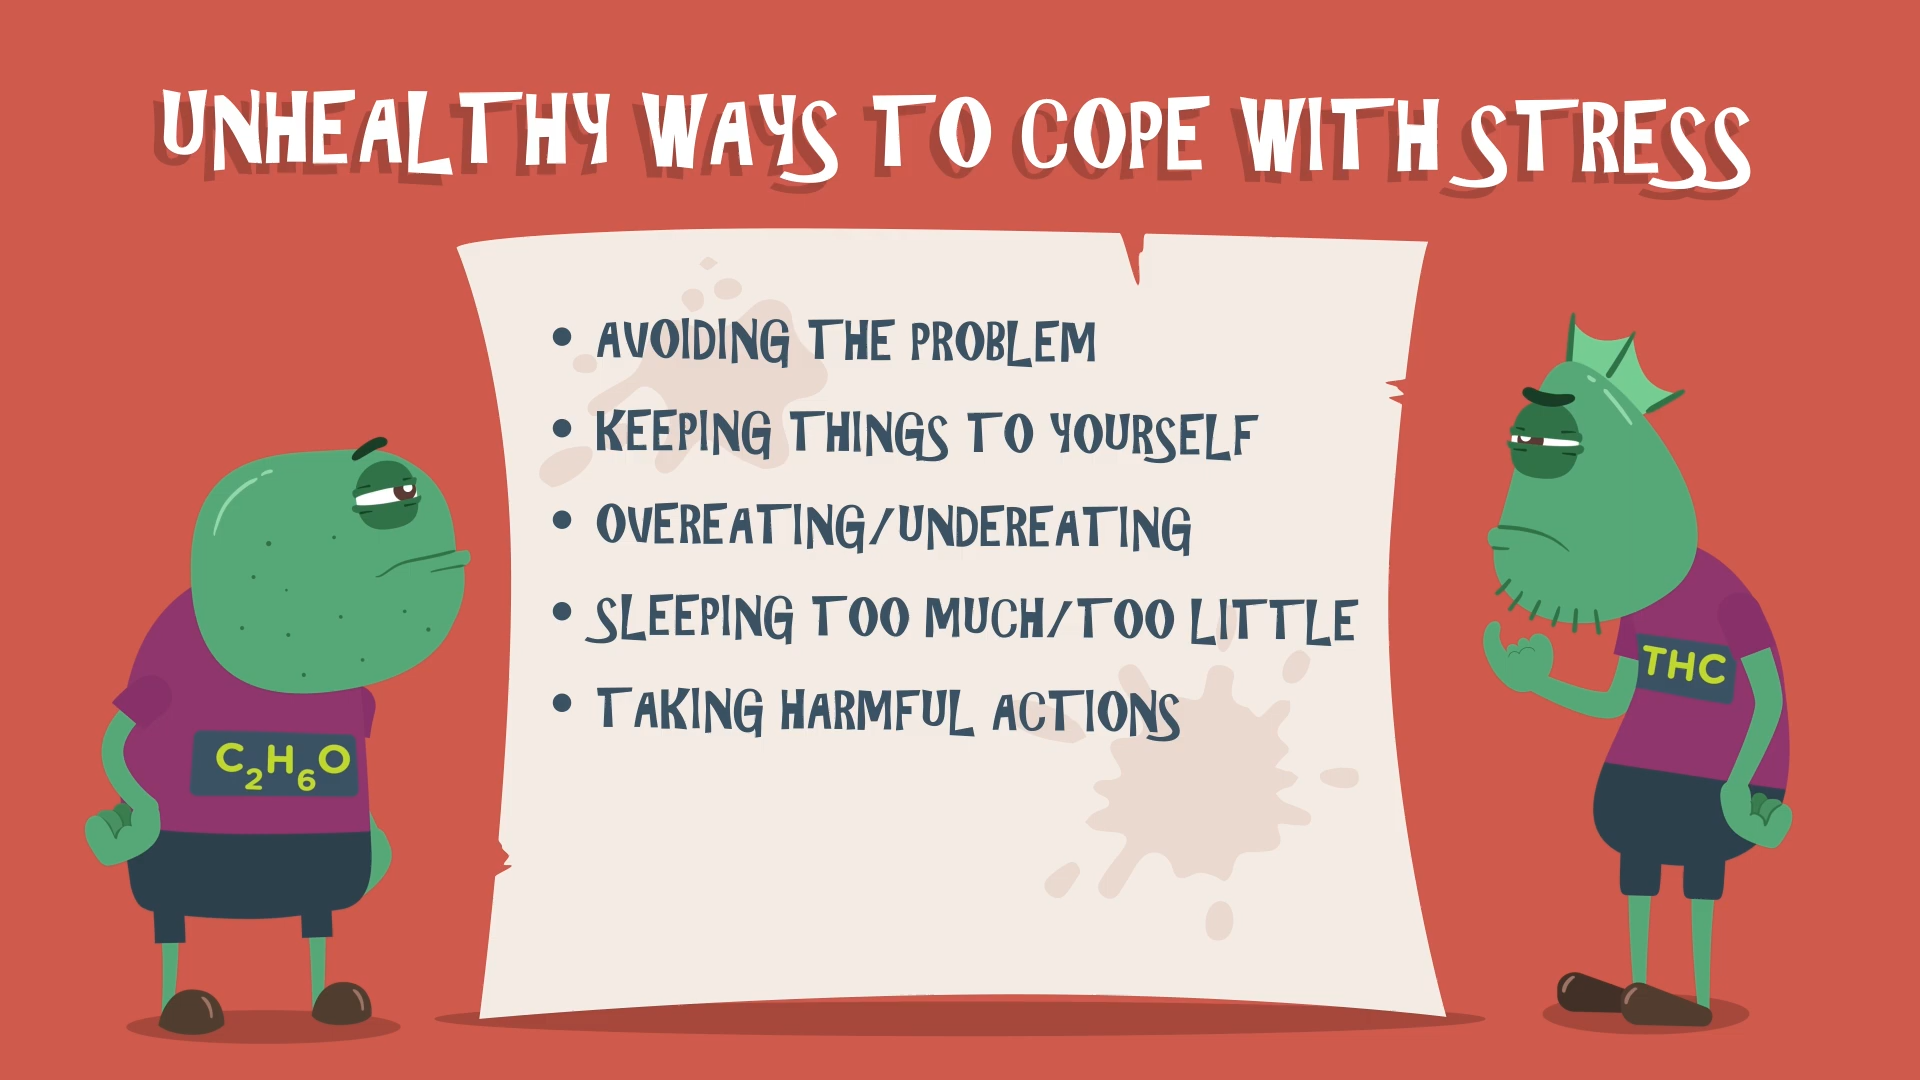 UNHEALTHY WAYS TO COPE WITH STRESS
• AVOIDING THE PROBLEM
• KEEPING THINGS TO YOURSELF
• OVEREATING/UNDEREATING
• SLEEPING TOO MUCH/TOO LITTLE
• TAKING HARMFUL ACTIONS
C₂H₆O
THC